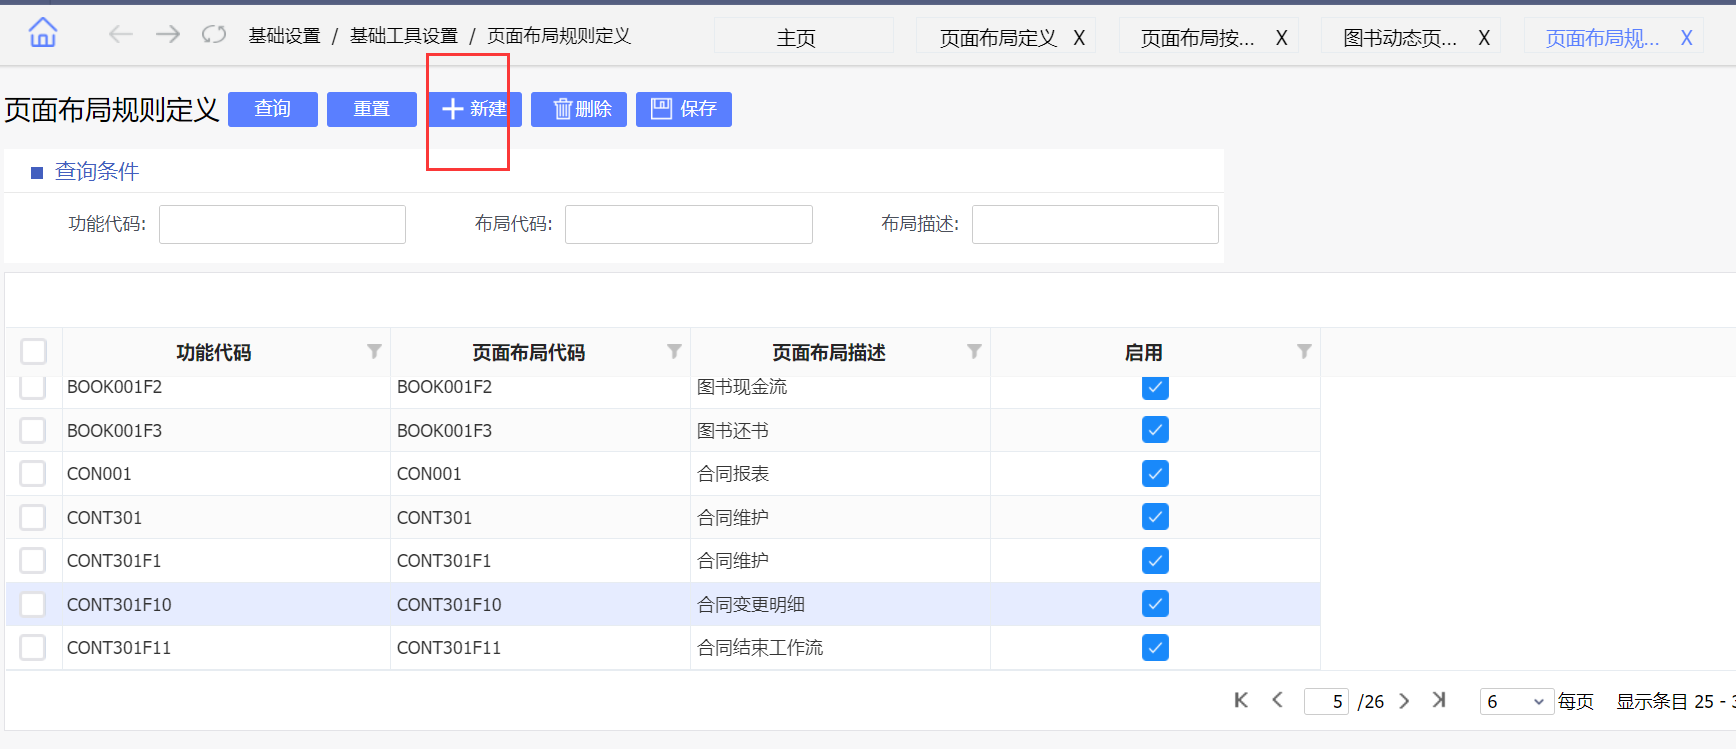 基础设置 / 基础工具设置 / 页面布局规则定义 主页 页面布局定义 X 页面布局按... X 图书动态页... X 页面布局规... X
页面布局规则定义 查询 重置 新建 删除 保存
查询条件
功能代码: 布局代码: 布局描述:
功能代码 页面布局代码 页面布局描述 启用
BOOK001F2 BOOK001F2 图书现金流
BOOK001F3 BOOK001F3 图书还书
CON001 CON001 合同报表
CONT301 CONT301 合同维护
CONT301F1 CONT301F1 合同维护
CONT301F10 CONT301F10 合同变更明细
CONT301F11 CONT301F11 合同结束工作流
5 /26 6 每页 显示条目 25 -